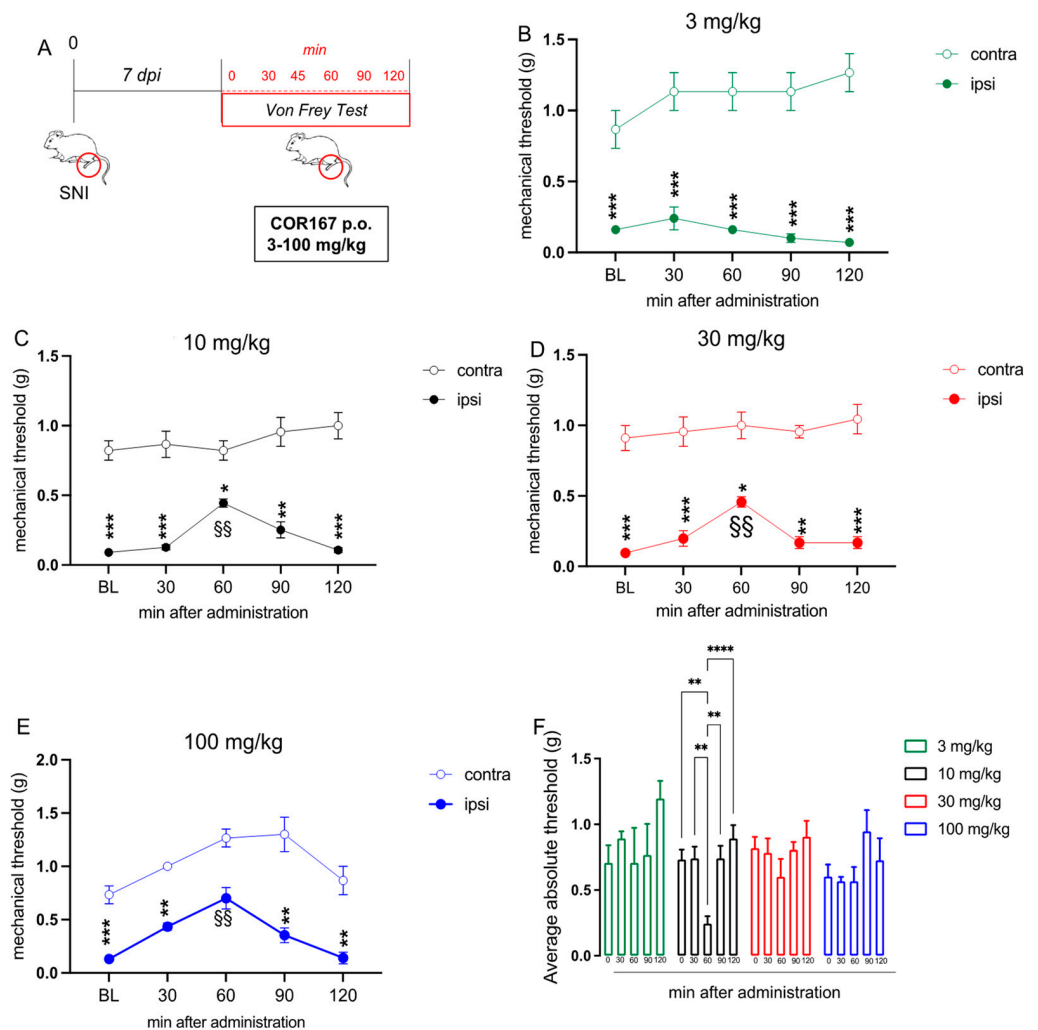 A
0
7 dpi
min
0 30 45 60 90 120
Von Frey Test
SNI
COR167 p.o.
3-100 mg/kg
B
3 mg/kg
mechanical threshold (g)
1.5
1.0
0.5
0.0
*** *** *** *** ***
BL 30 60 90 120
min after administration
contra
ipsi
C
10 mg/kg
mechanical threshold (g)
1.5
1.0
0.5
0.0
*** *** * ** ***
§§
BL 30 60 90 120
min after administration
contra
ipsi
D
30 mg/kg
mechanical threshold (g)
1.5
1.0
0.5
0.0
*** *** * ** ***
§§
BL 30 60 90 120
min after administration
contra
ipsi
E
100 mg/kg
mechanical threshold (g)
2.0
1.5
1.0
0.5
0.0
*** ** ** **
§§
BL 30 60 90 120
min after administration
contra
ipsi
F
Average absolute threshold (g)
1.5
1.0
0.5
0.0
****
**
**
**
0 30 60 90 120 0 30 60 90 120 0 30 60 90 120 0 30 60 90 120
min after administration
3 mg/kg
10 mg/kg
30 mg/kg
100 mg/kg